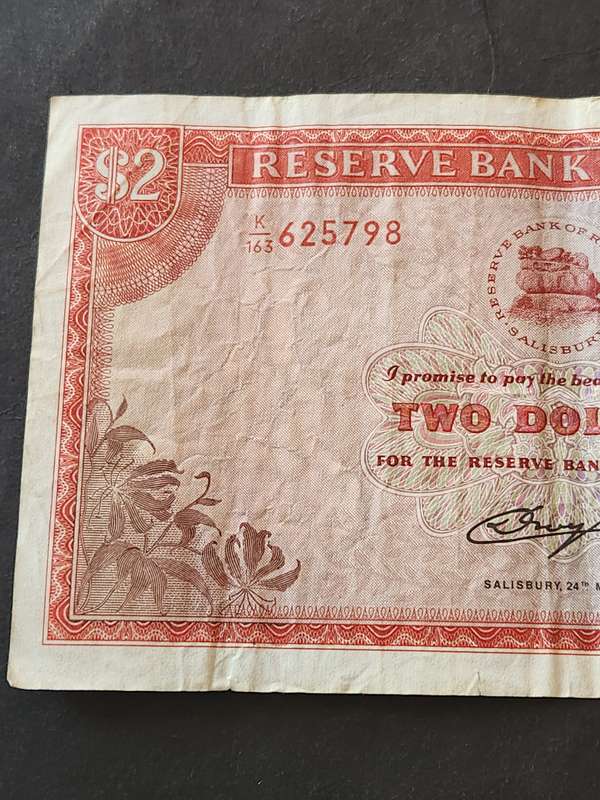 $2
RESERVE BANK
K/163 625798
RESERVE BANK OF R
SALISBURY
I promise to pay the bea
TWO DOL
FOR THE RESERVE BAN
SALISBURY, 24TH M